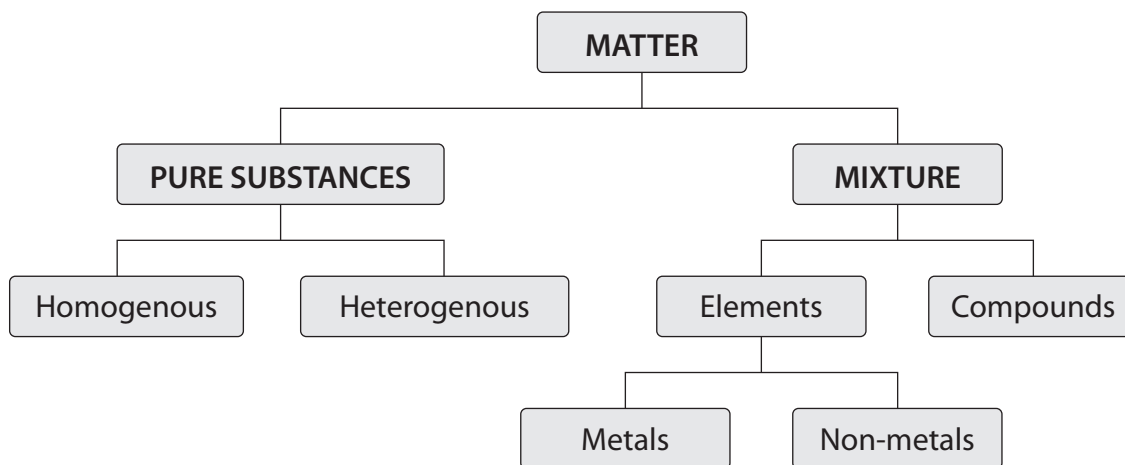 MATTER
PURE SUBSTANCES
MIXTURE
Homogenous
Heterogenous
Elements
Compounds
Metals
Non-metals